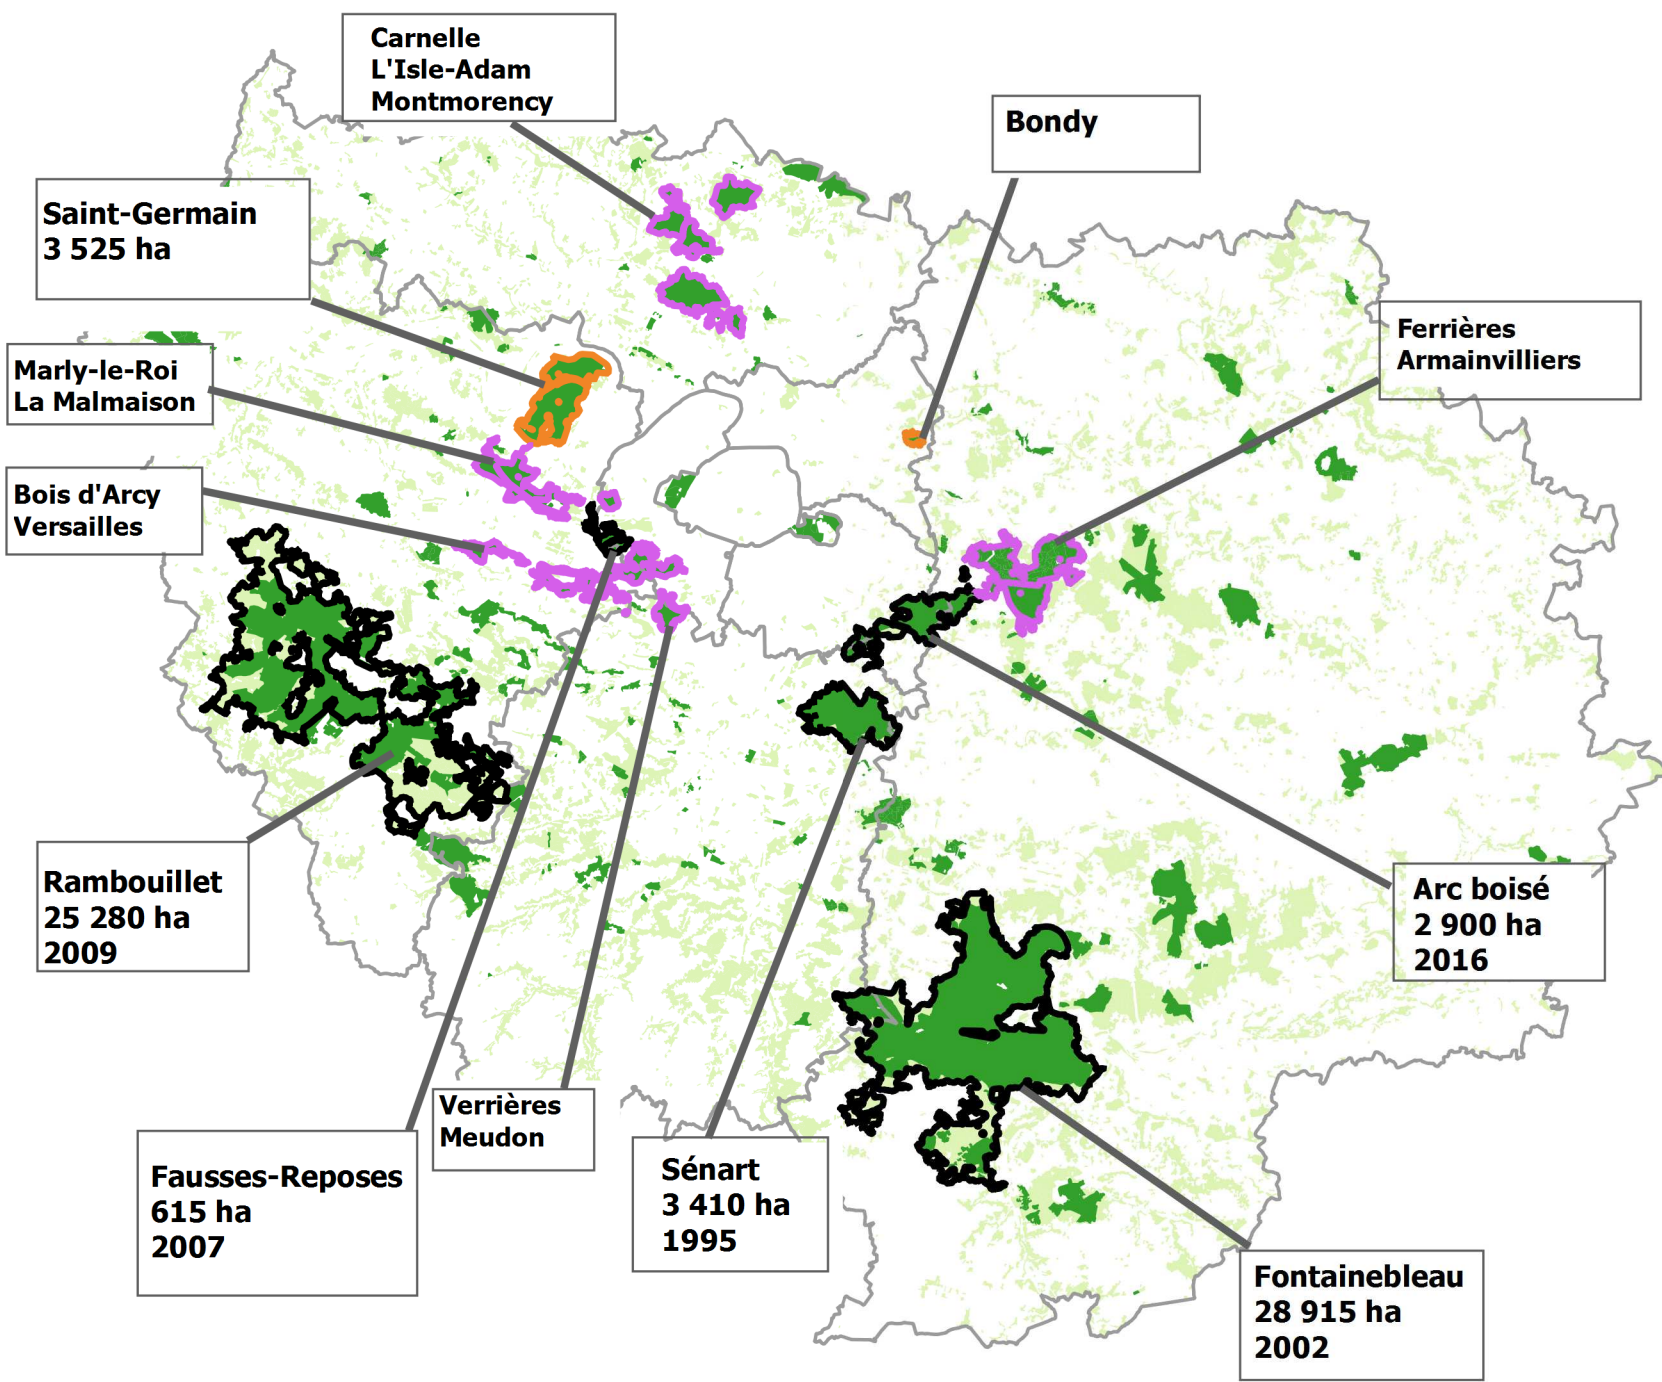 Carnelle
L'Isle-Adam
Montmorency
Bondy
Saint-Germain
3 525 ha
Ferrières
Armainvilliers
Marly-le-Roi
La Malmaison
Bois d'Arcy
Versailles
Rambouillet
25 280 ha
2009
Arc boisé
2 900 ha
2016
Verrières
Meudon
Fausses-Reposes
615 ha
2007
Sénart
3 410 ha
1995
Fontainebleau
28 915 ha
2002